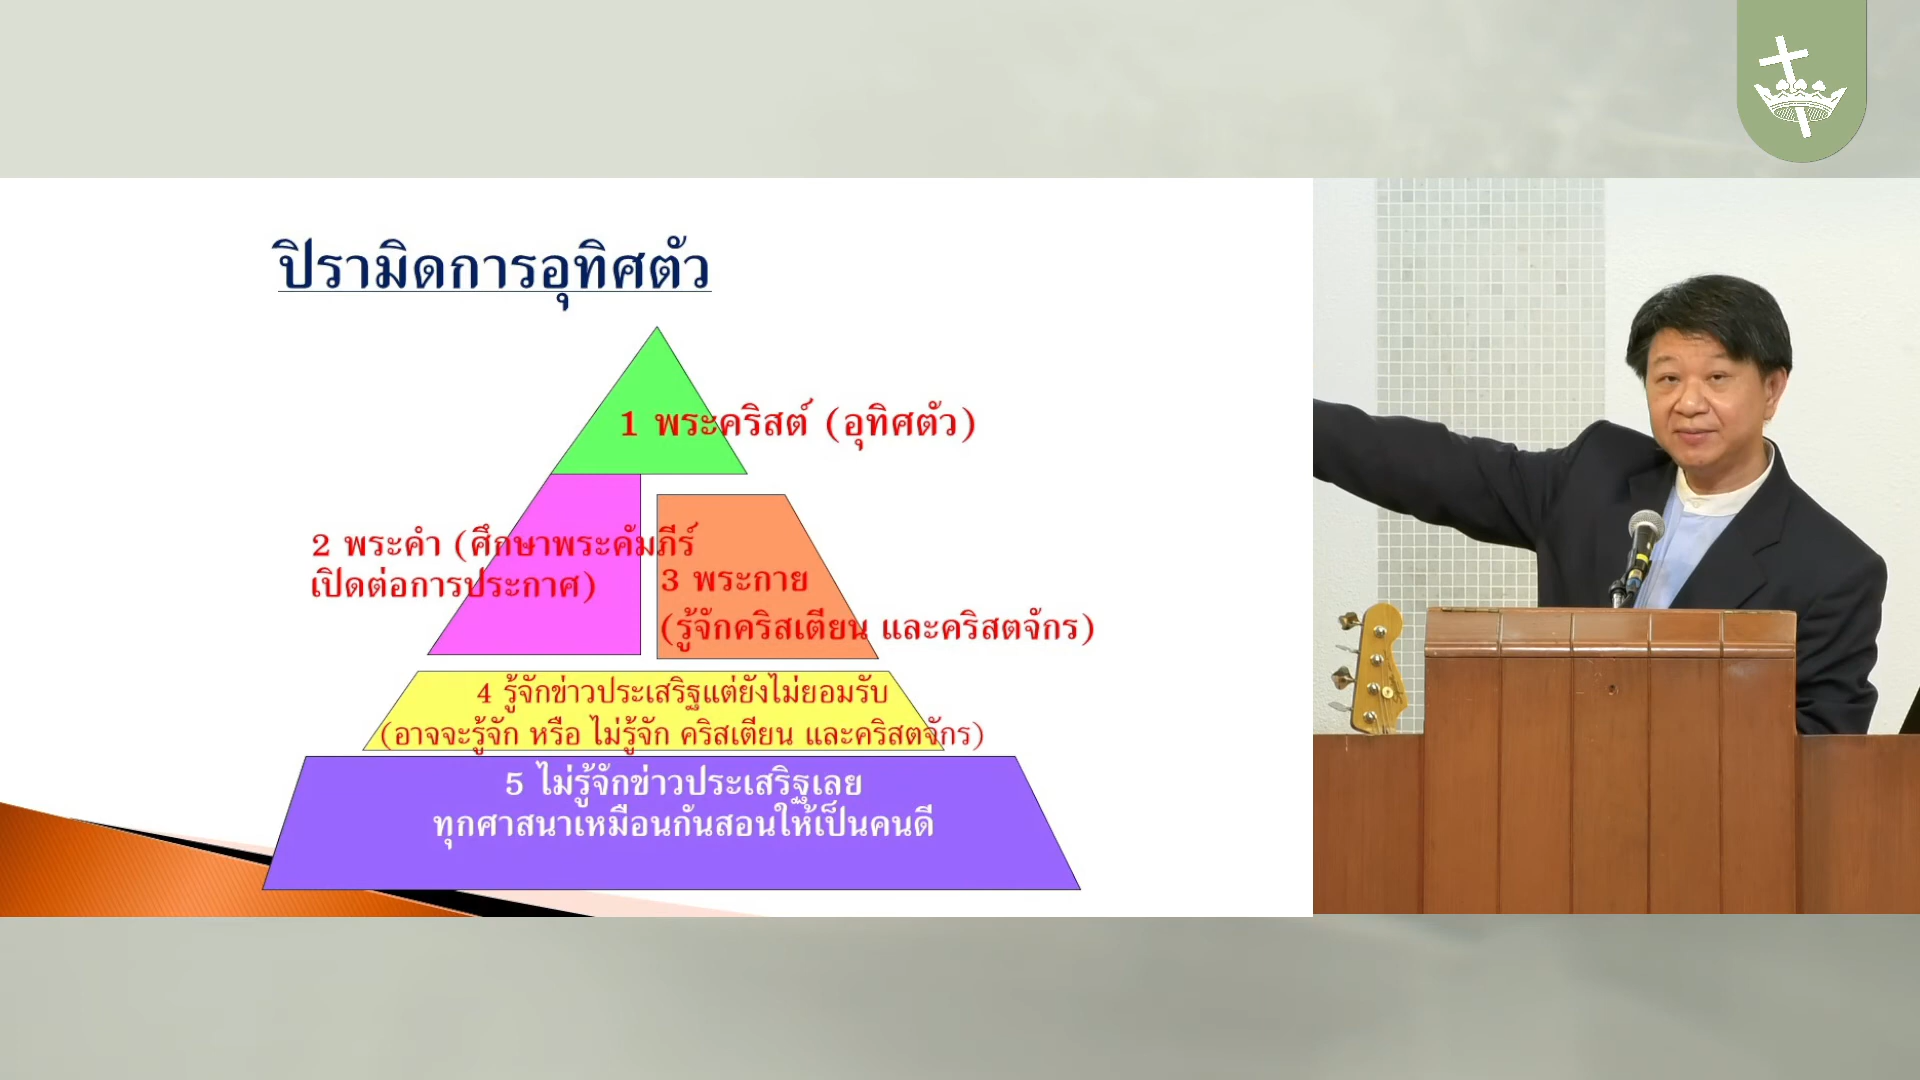 ปิรามิดการอุทิศตัว
1 พระคริสต์ (อุทิศตัว)
2 พระคำ (ศึกษาพระคัมภีร์
เปิดต่อการประกาศ)
3 พระกาย
(รู้จักคริสเตียน และคริสตจักร)
4 รู้จักข่าวประเสริฐแต่ยังไม่ยอมรับ
(อาจจะรู้จัก หรือ ไม่รู้จัก คริสเตียน และคริสตจักร)
5 ไม่รู้จักข่าวประเสริฐเลย
ทุกศาสนาเหมือนกันสอนให้เป็นคนดี